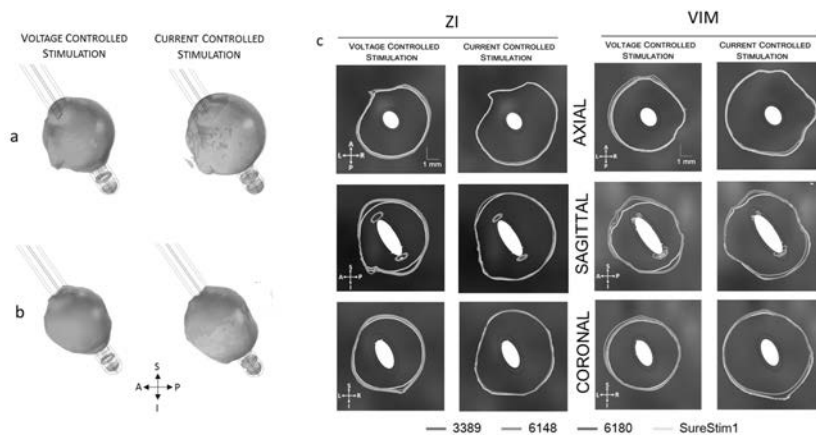 VOLTAGE CONTROLLED
STIMULATION
CURRENT CONTROLLED
STIMULATION
a
b
S
A
P
I
c
ZI
VIM
VOLTAGE CONTROLLED
STIMULATION
CURRENT CONTROLLED
STIMULATION
VOLTAGE CONTROLLED
STIMULATION
CURRENT CONTROLLED
STIMULATION
A
L
R
P
1 mm
AXIAL
A
L
R
P
1 mm
S
A
P
I
SAGITTAL
S
A
P
I
S
L
R
I
CORONAL
S
L
R
I
3389
6148
6180
SureStim1